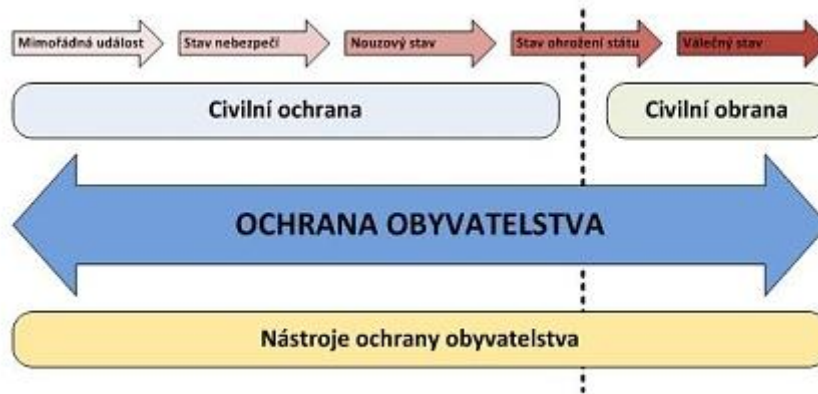 Mimořádná událost
Stav nebezpečí
Nouzový stav
Stav ohrožení státu
Válečný stav
Civilní ochrana
Civilní obrana
OCHRANA OBYVATELSTVA
Nástroje ochrany obyvatelstva